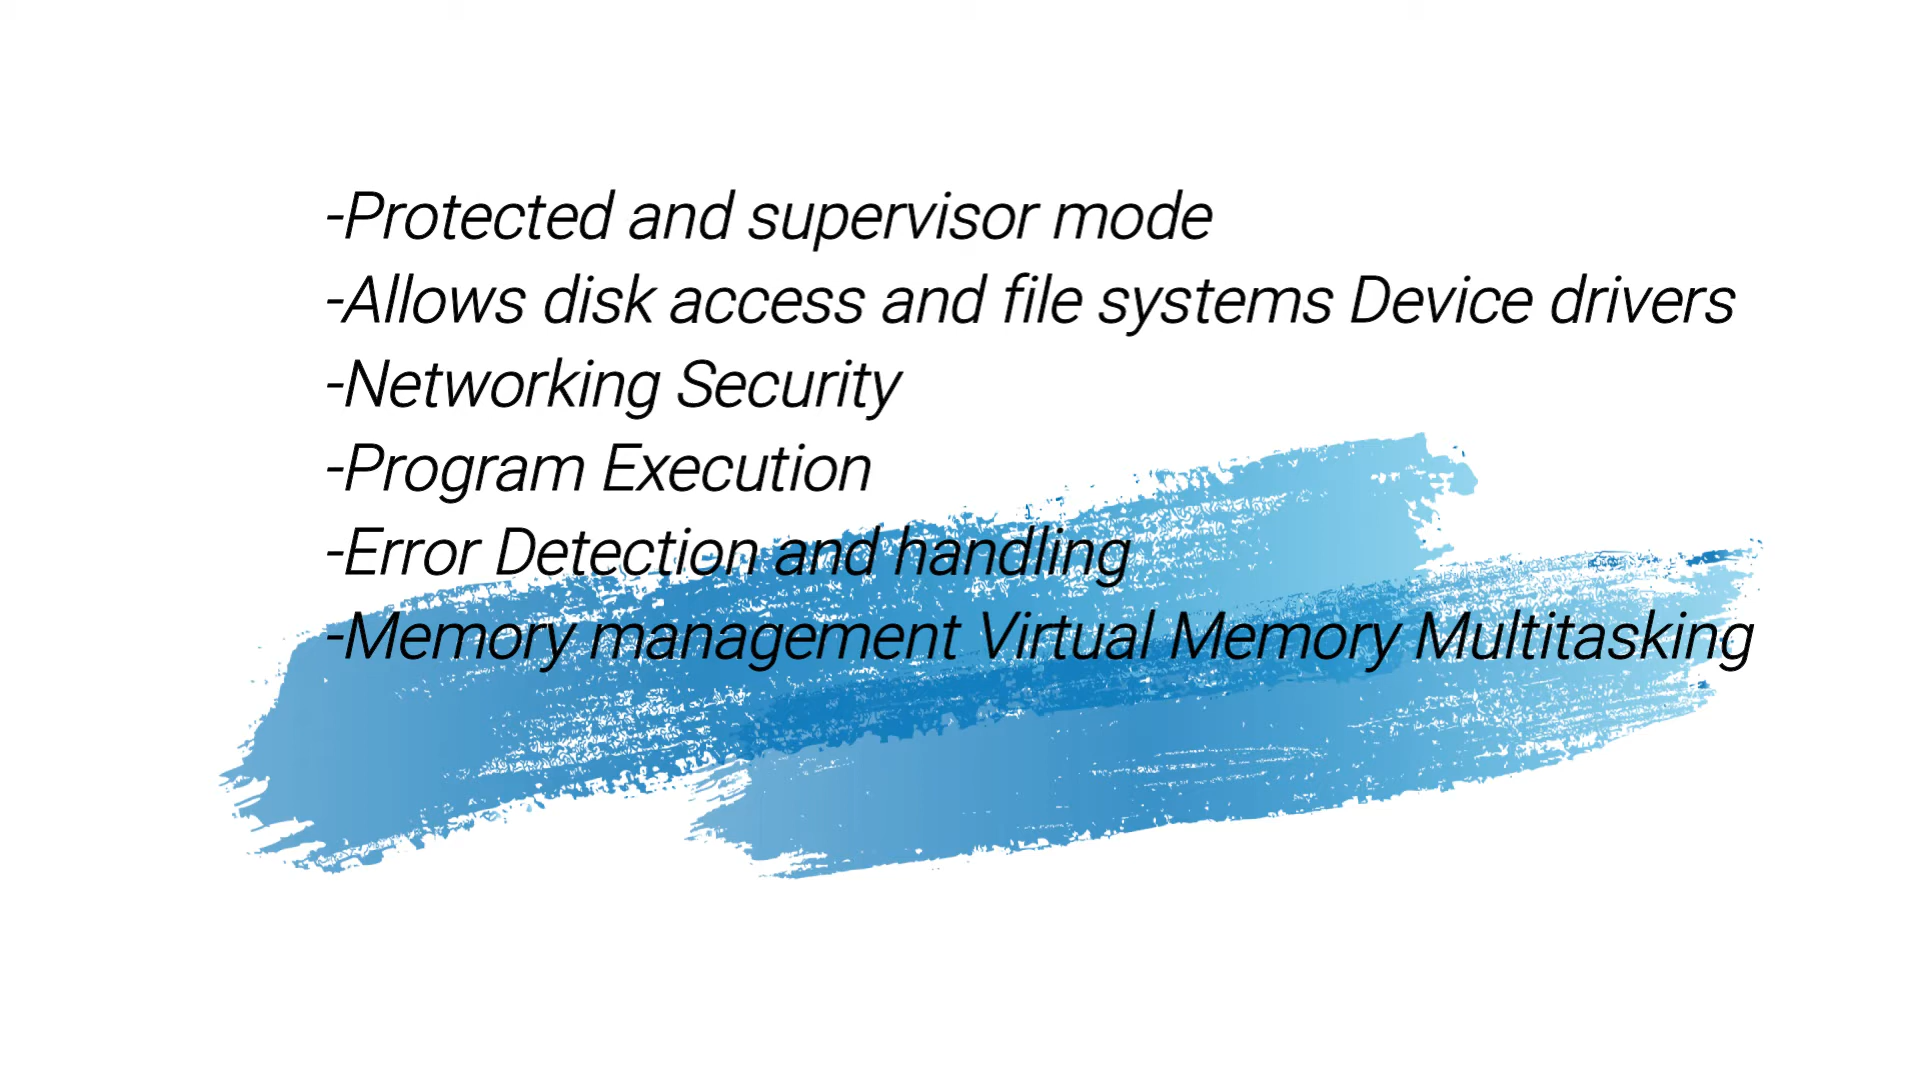 -Protected and supervisor mode
-Allows disk access and file systems Device drivers
-Networking Security
-Program Execution
-Error Detection and handling
-Memory management Virtual Memory Multitasking